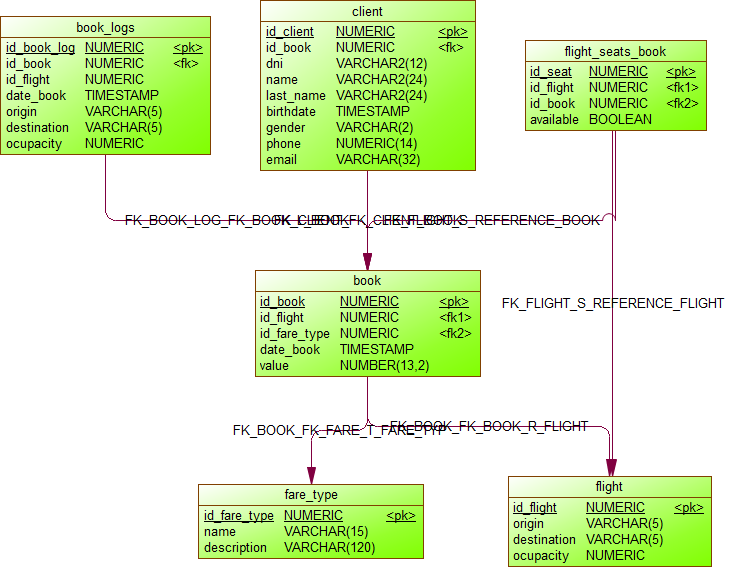 book_logs
id_book_log NUMERIC <pk>
id_book NUMERIC <fk>
id_flight NUMERIC
date_book TIMESTAMP
origin VARCHAR(5)
destination VARCHAR(5)
ocupacity NUMERIC
client
id_client NUMERIC <pk>
id_book NUMERIC <fk>
dni VARCHAR2(12)
name VARCHAR2(24)
last_name VARCHAR2(24)
birthdate TIMESTAMP
gender VARCHAR(2)
phone NUMERIC(14)
email VARCHAR(32)
flight_seats_book
id_seat NUMERIC <pk>
id_flight NUMERIC <fk1>
id_book NUMERIC <fk2>
available BOOLEAN
FK_BOOK_LOG_FK_BOOK_ S_REFERENCE_BOOK
FK_FLIGHT_S_REFERENCE_FLIGHT
book
id_book NUMERIC <pk>
id_flight NUMERIC <fk1>
id_fare_type NUMERIC <fk2>
date_book TIMESTAMP
value NUMBER(13,2)
FK_BOOK_FK_FARE_T_FARE_TYP
FK_BOOK_FK_BOOK_R_FLIGHT
fare_type
id_fare_type NUMERIC <pk>
name VARCHAR(15)
description VARCHAR(120)
flight
id_flight NUMERIC <pk>
origin VARCHAR(5)
destination VARCHAR(5)
ocupacity NUMERIC